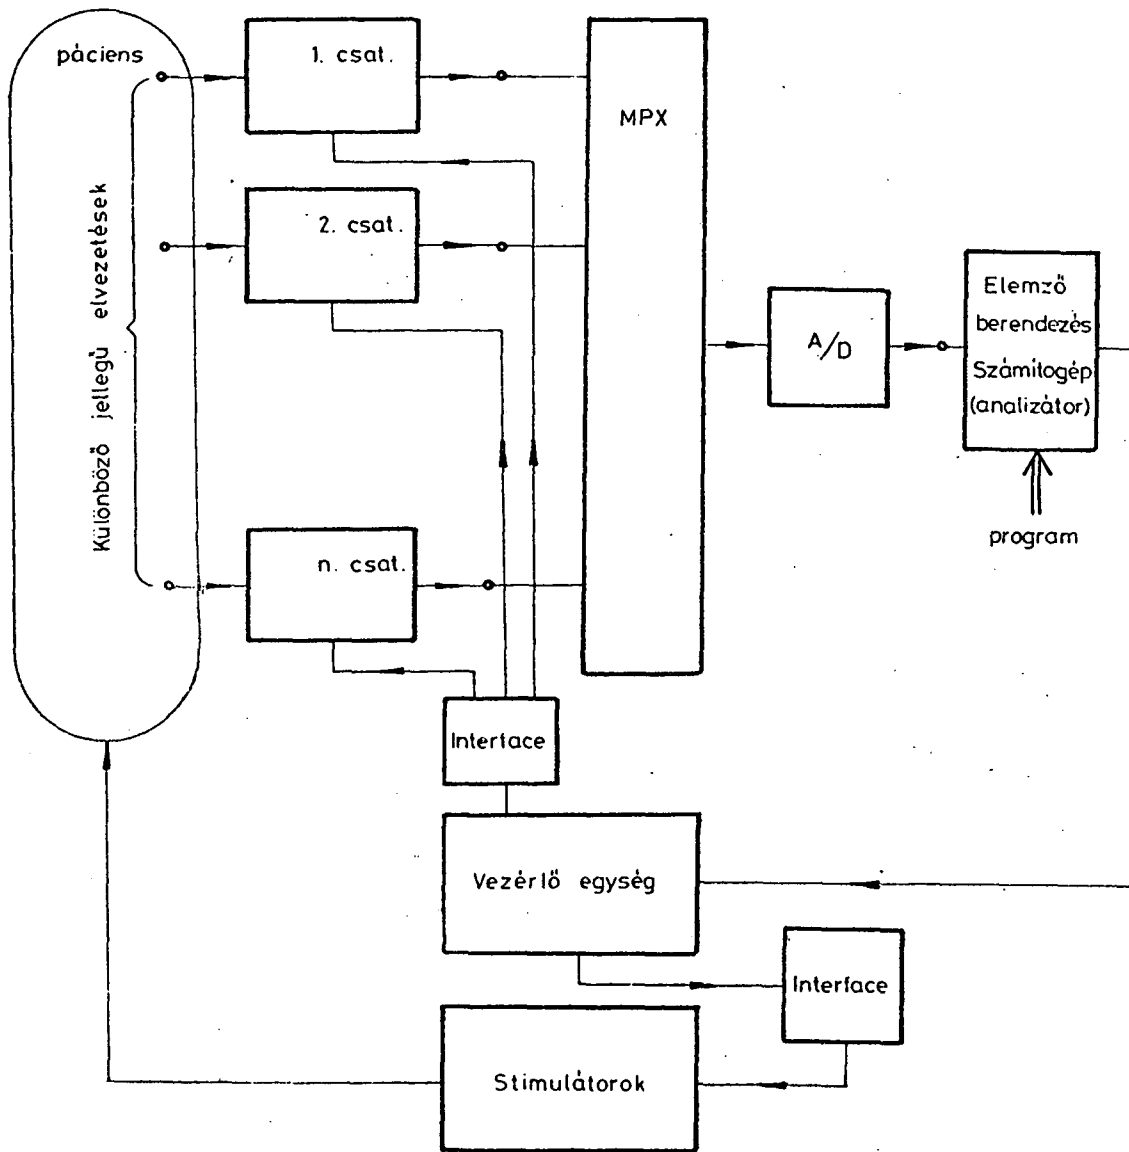 páciens
1. csat.
MPX
Különböző jellegű elvezetések
2. csat.
A/D
Elemző
berendezés
Számítógép
(analizátor)
program
n. csat.
Interface
Vezérlő egység
Interface
Stimulátorok